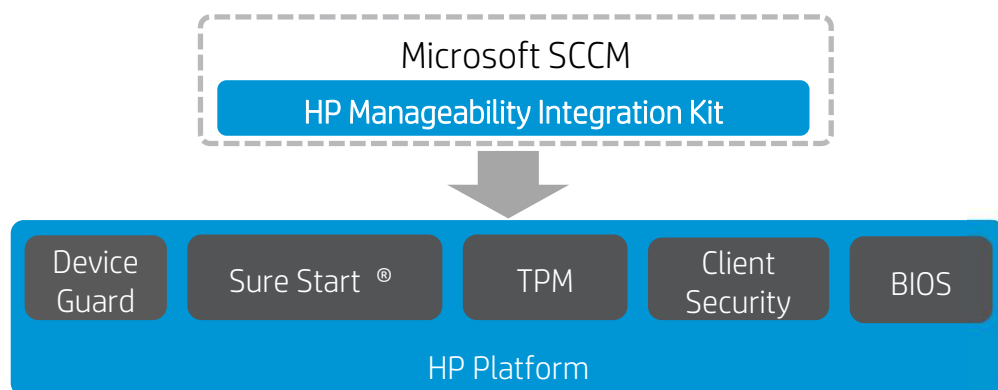 Microsoft SCCM
HP Manageability Integration Kit
Device
Guard
Sure Start ®
TPM
Client
Security
BIOS
HP Platform